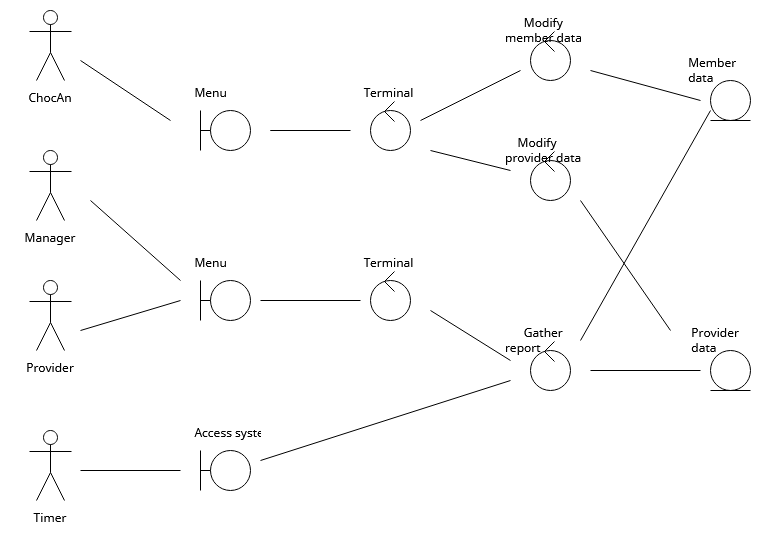 Modify
member data
Member
data
Menu
Terminal
ChocAn
Modify
provider data
Manager
Menu
Terminal
Gather
report
Provider
data
Provider
Access syste
Timer